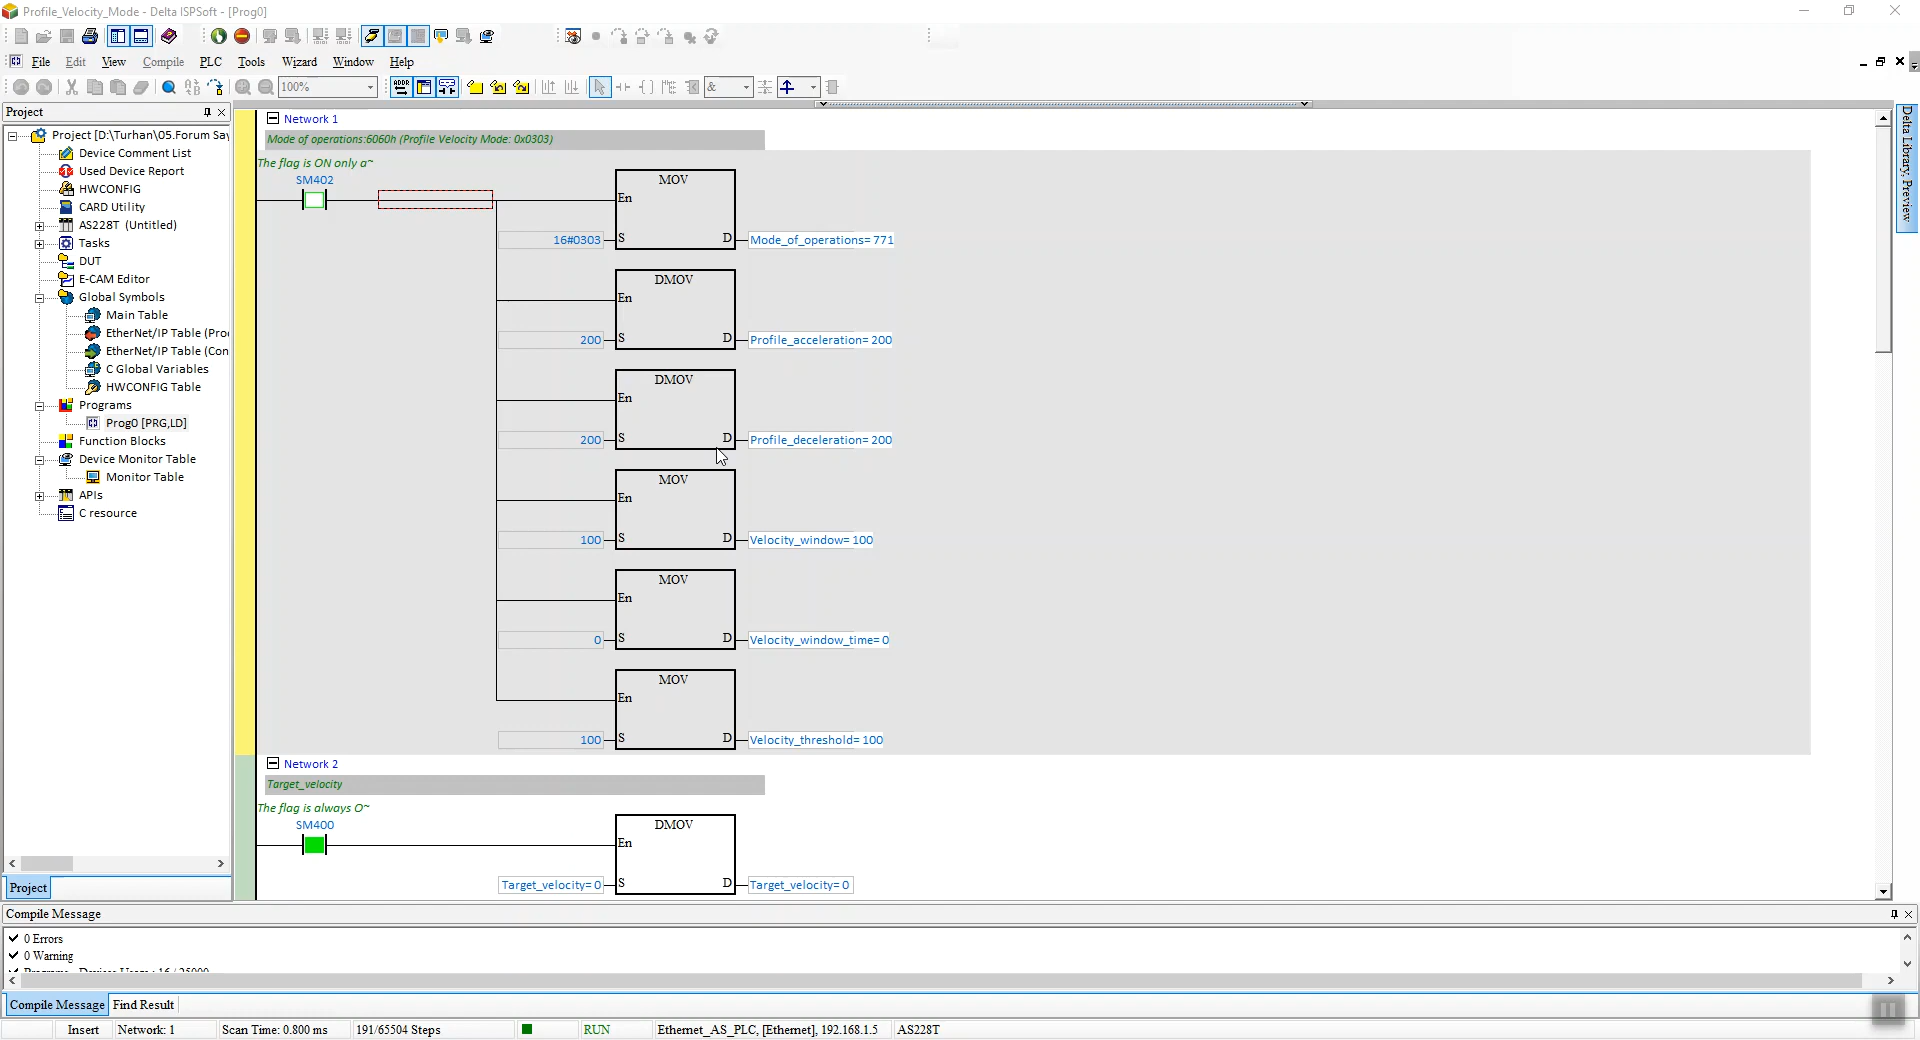 Profile_Velocity_Mode - Delta ISPSoft - [Prog0]
File Edit View Compile PLC Tools Wizard Window Help
100%
ADDR
&
Project
Project [D:\Turhan\05.Forum Say
Device Comment List
Used Device Report
HWCONFIG
CARD Utility
AS228T (Untitled)
Tasks
DUT
E-CAM Editor
Global Symbols
Main Table
EtherNet/IP Table (Pro
EtherNet/IP Table (Con
C Global Variables
HWCONFIG Table
Programs
Prog0 [PRG,LD]
Function Blocks
Device Monitor Table
Monitor Table
APIs
C resource
Project
Network 1
Mode of operations:6060h (Profile Velocity Mode: 0x0303)
The flag is ON only a~
SM402
MOV
En
16#0303 S D Mode_of_operations= 771
DMOV
En
200 S D Profile_acceleration= 200
DMOV
En
200 S D Profile_deceleration= 200
MOV
En
100 S D Velocity_window= 100
MOV
En
0 S D Velocity_window_time= 0
MOV
En
100 S D Velocity_threshold= 100
Network 2
Target_velocity
The flag is always O~
SM400
DMOV
En
Target_velocity= 0 S D Target_velocity= 0
Delta Library, Preview
Compile Message
0 Errors
0 Warning
Compile Message Find Result
Insert Network: 1 Scan Time: 0.800 ms 191/65504 Steps RUN Ethernet_AS_PLC, [Ethernet], 192.168.1.5 AS228T